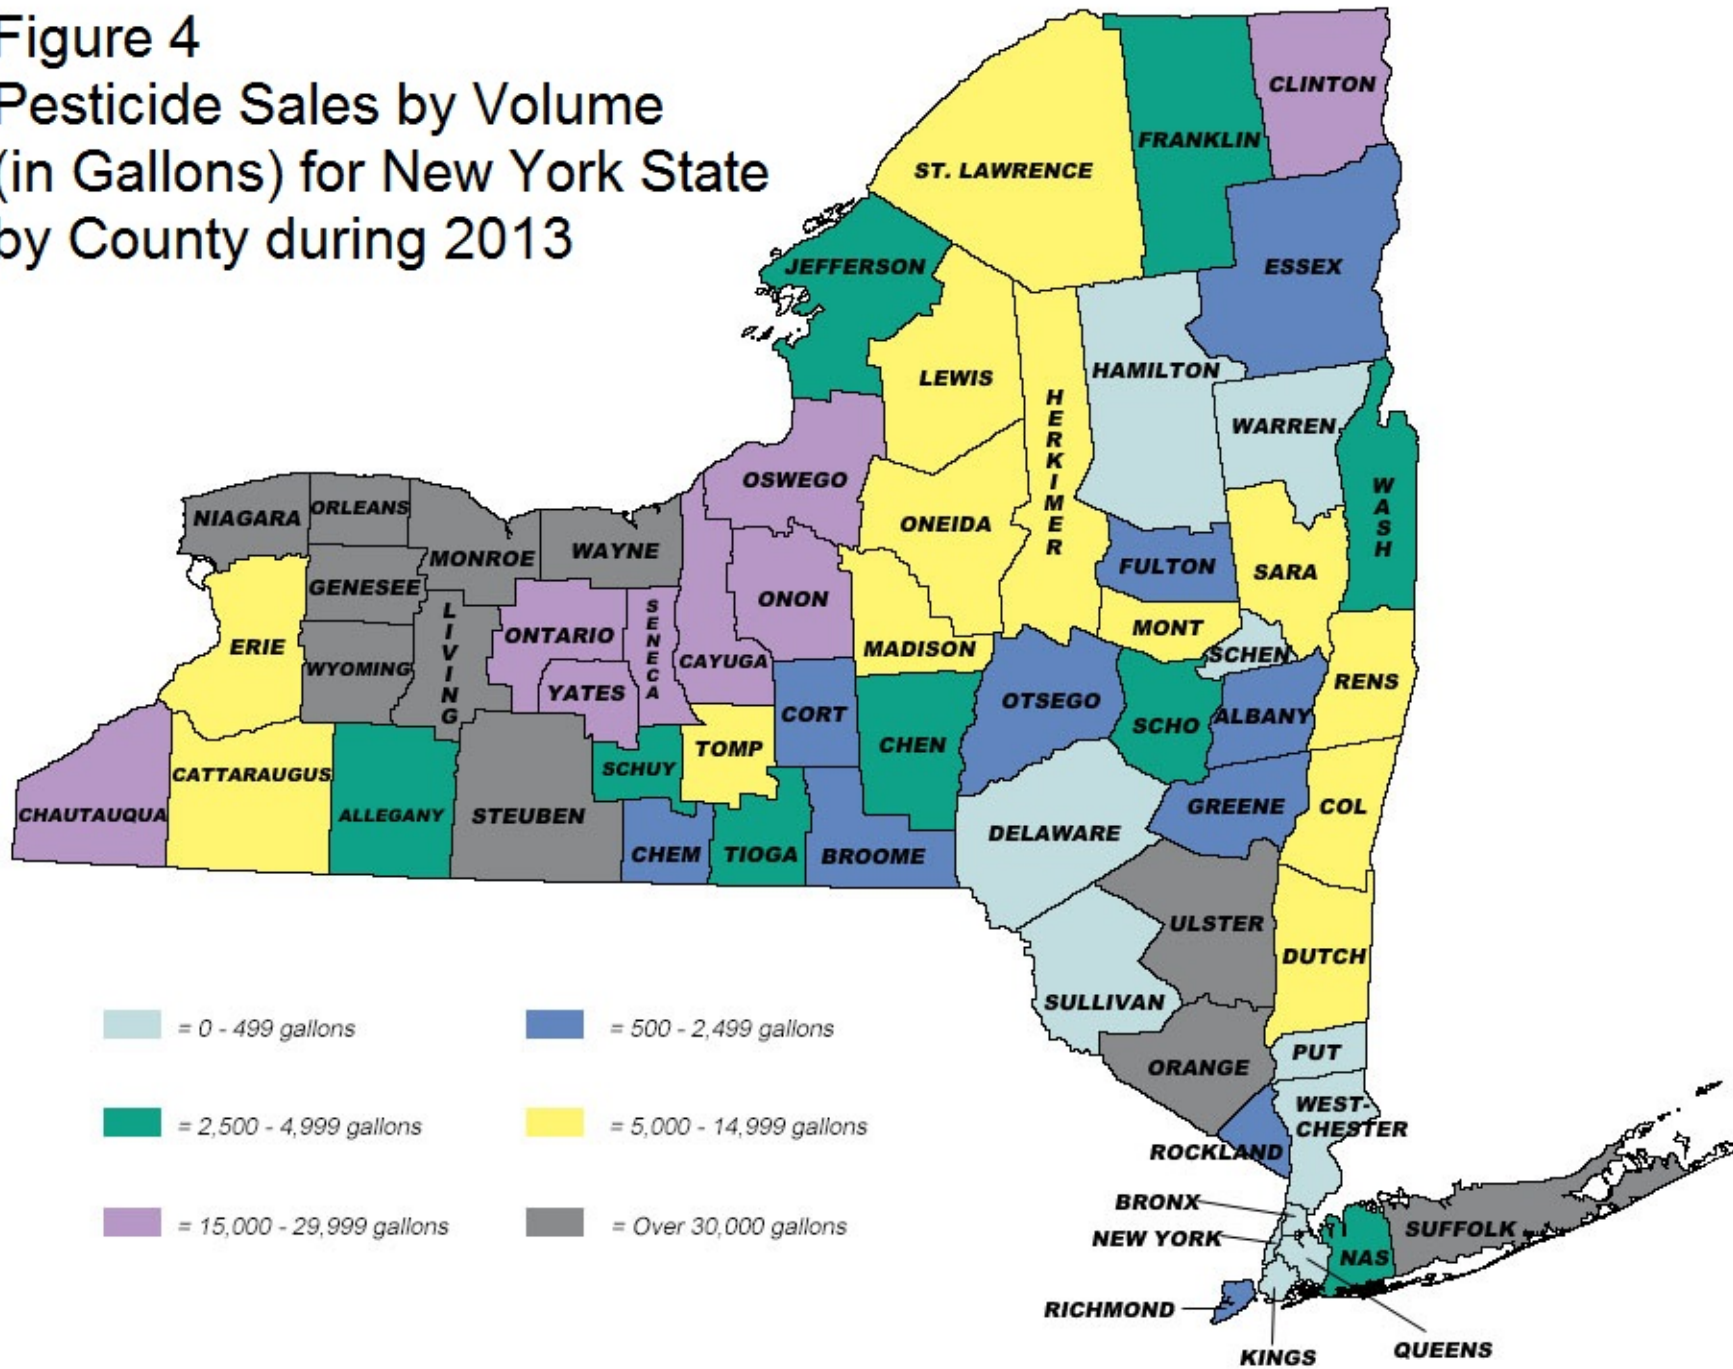 Figure 4
Pesticide Sales by Volume
(in Gallons) for New York State
by County during 2013
CLINTON
FRANKLIN
ST. LAWRENCE
JEFFERSON
ESSEX
LEWIS
HAMILTON
HERKIMER
WARREN
WASH
OSWEGO
ONEIDA
NIAGARA
ORLEANS
MONROE
WAYNE
GENESEE
FULTON
SARA
ONON
LIVING
ONTARIO
SENECA
CAYUGA
ERIE
WYOMING
MADISON
MONT
SCHEN
YATES
RENS
OTSEGO
CORT
SCHO
ALBANY
CHEN
TOMP
SCHUY
CATTARAUGUS
CHAUTAUQUA
ALLEGANY
STEUBEN
CHEM
TIOGA
BROOME
DELAWARE
GREENE
COL
ULSTER
DUTCH
SULLIVAN
ORANGE
PUT
WEST-
CHESTER
ROCKLAND
BRONX
NEW YORK
SUFFOLK
NAS
RICHMOND
KINGS
QUEENS
= 0 - 499 gallons
= 500 - 2,499 gallons
= 2,500 - 4,999 gallons
= 5,000 - 14,999 gallons
= 15,000 - 29,999 gallons
= Over 30,000 gallons